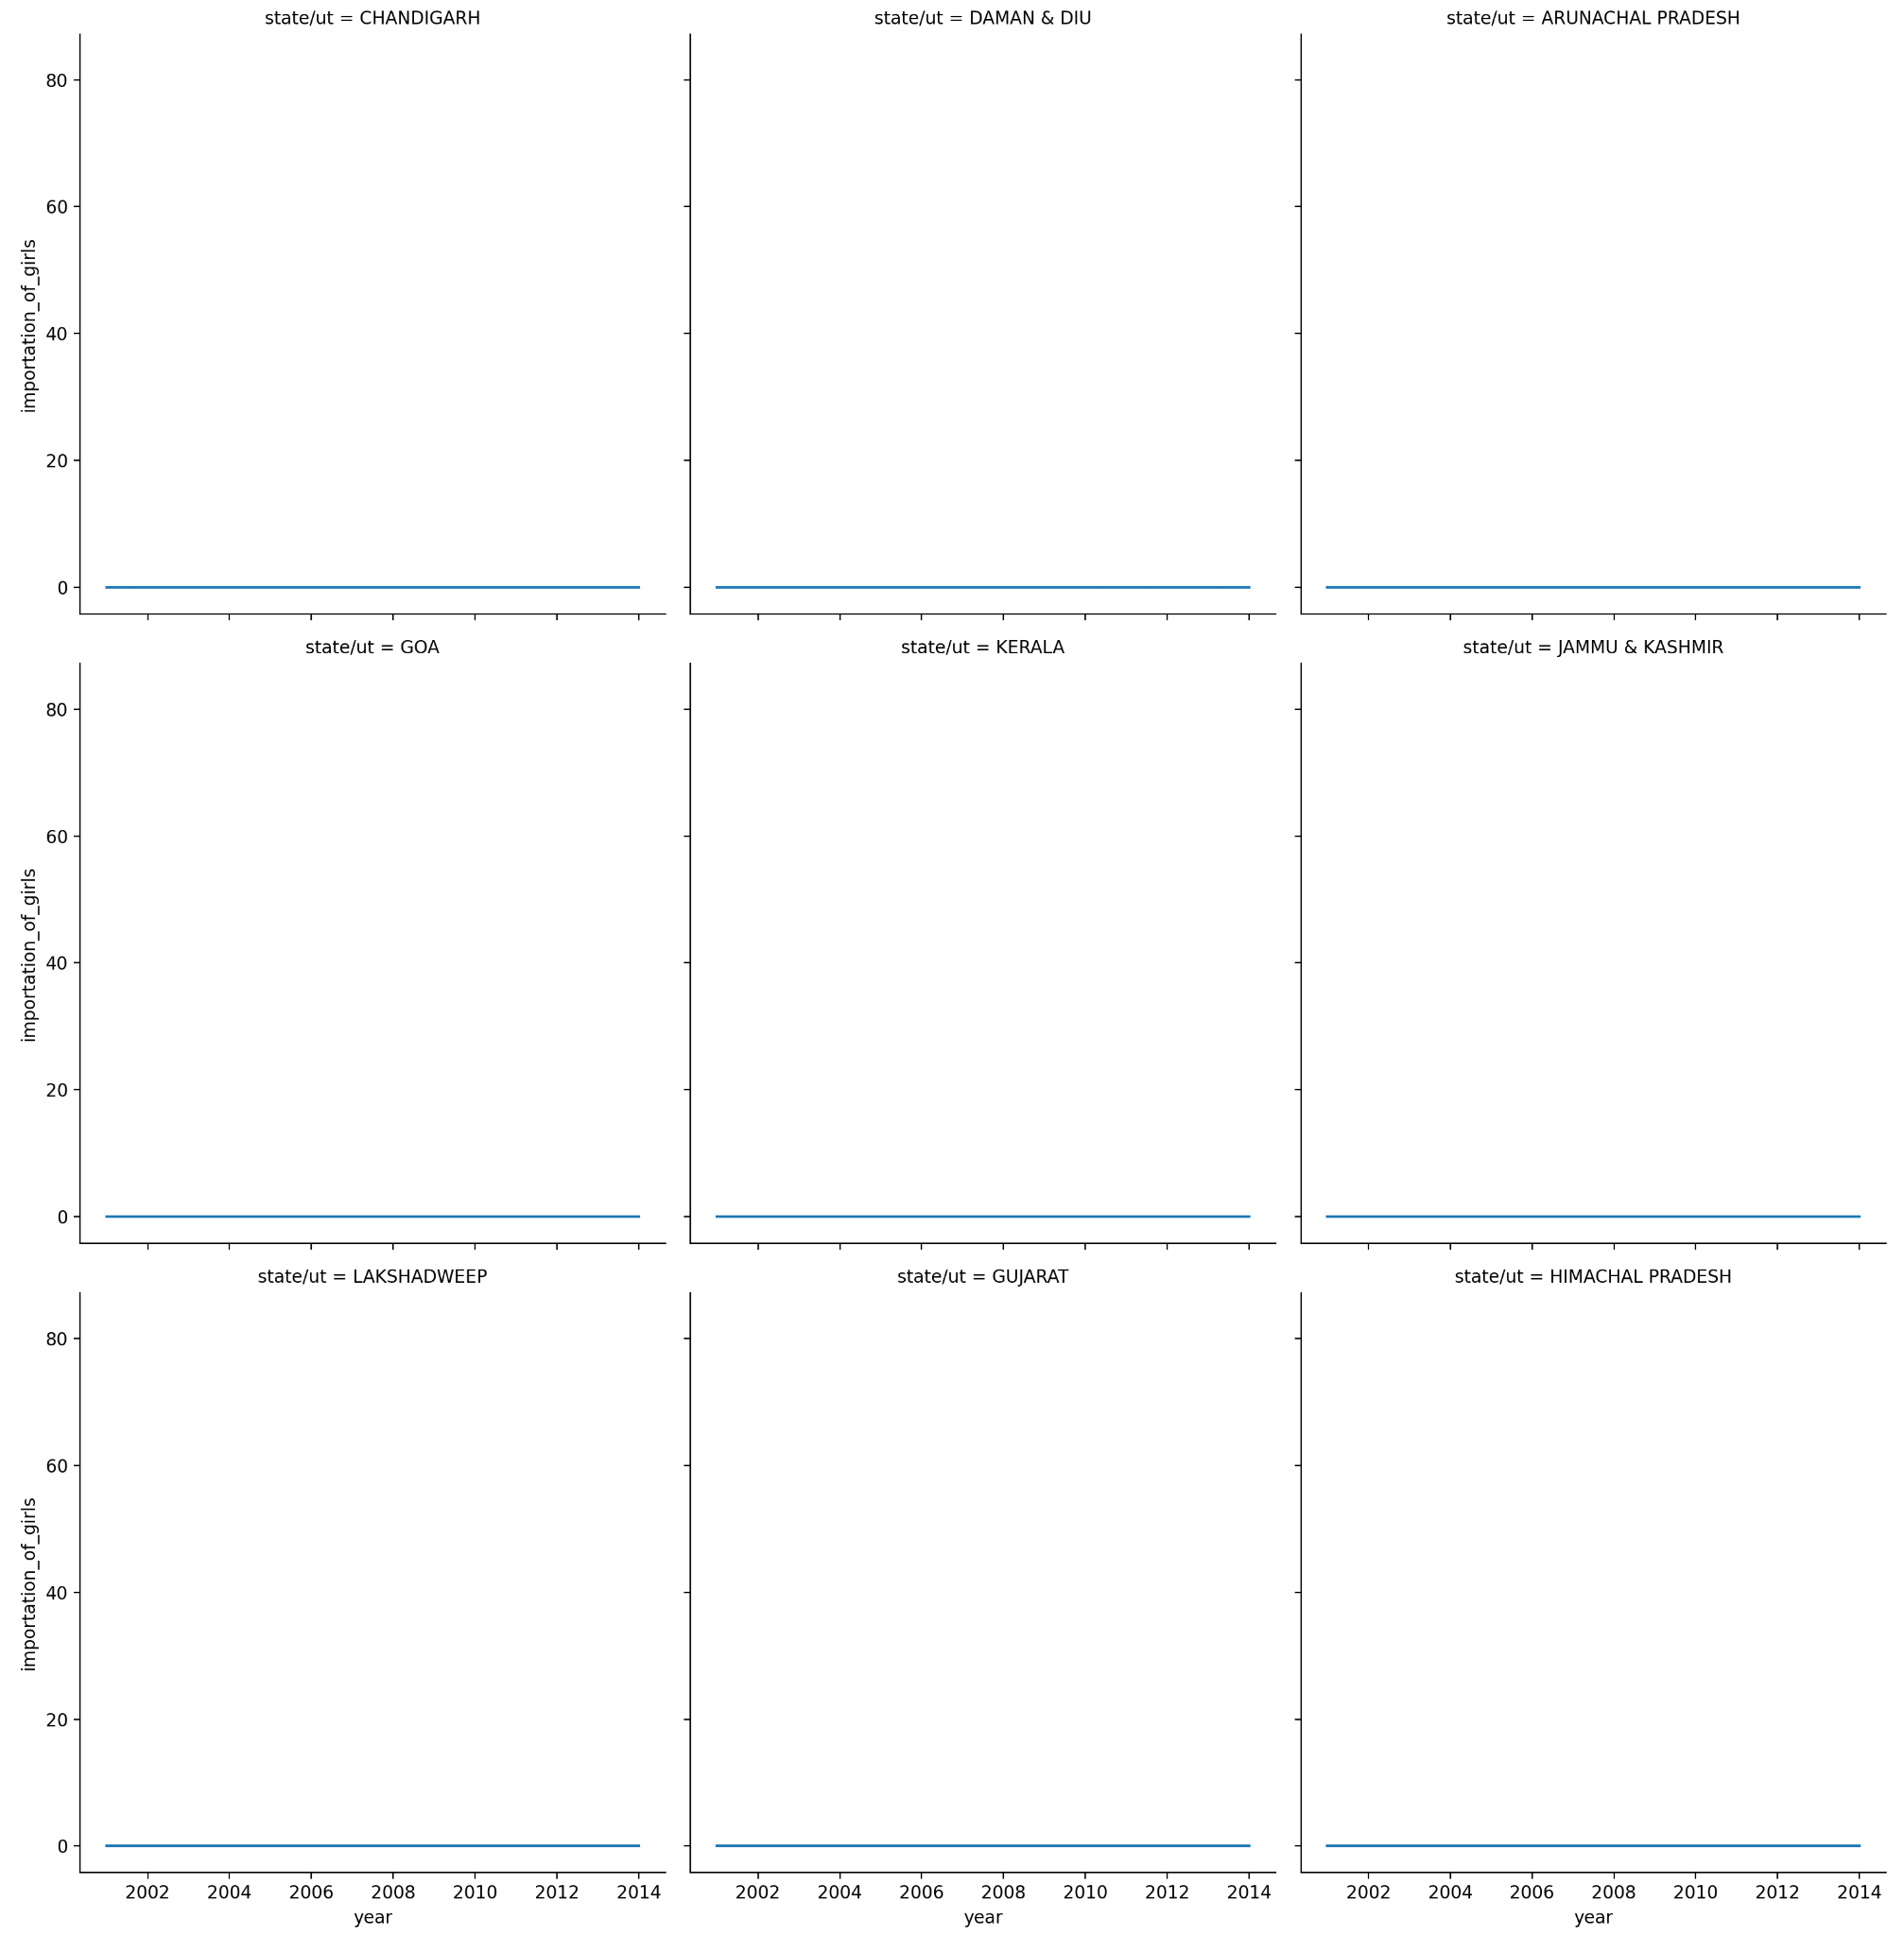 state/ut = CHANDIGARH
state/ut = DAMAN & DIU
state/ut = ARUNACHAL PRADESH
80
60
40
20
0
importation_of_girls
state/ut = GOA
state/ut = KERALA
state/ut = JAMMU & KASHMIR
80
60
40
20
0
importation_of_girls
state/ut = LAKSHADWEEP
state/ut = GUJARAT
state/ut = HIMACHAL PRADESH
80
60
40
20
0
importation_of_girls
2002 2004 2006 2008 2010 2012 2014
year
2002 2004 2006 2008 2010 2012 2014
year
2002 2004 2006 2008 2010 2012 2014
year